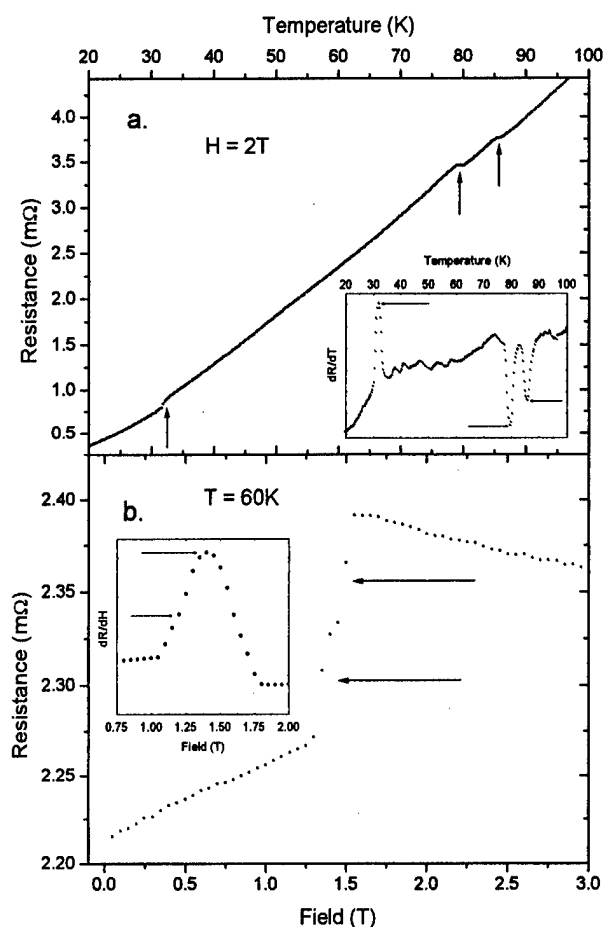 Temperature (K)
20 30 40 50 60 70 80 90 100
a.
H = 2T
4.0
3.5
3.0
2.5
2.0
1.5
1.0
0.5
Resistance (mΩ)
Temperature (K)
20 30 40 50 60 70 80 90 100
dR/dT
b.
T = 60K
2.40
2.35
2.30
2.25
2.20
Resistance (mΩ)
dR/dH
0.75 1.00 1.25 1.50 1.75 2.00
Field (T)
0.0 0.5 1.0 1.5 2.0 2.5 3.0
Field (T)